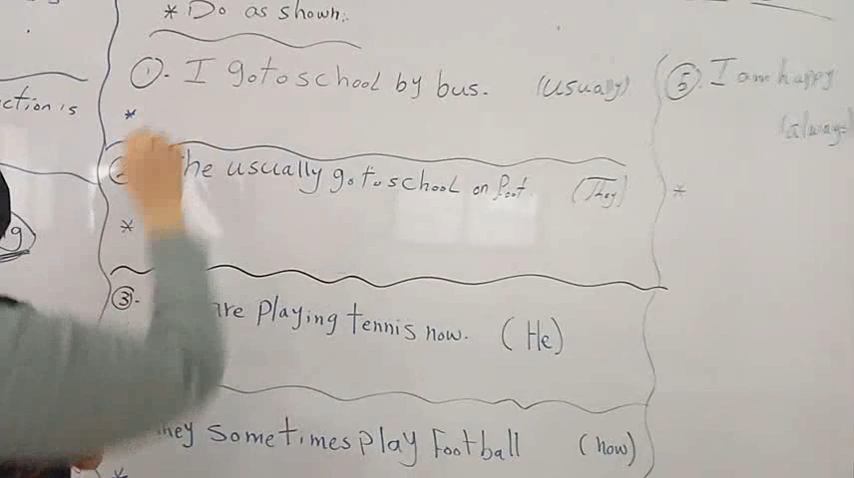 * Do as shown:
ction is
g
①. I go to school by bus. (usually)
*
he usually go to school on foot. (They)
*
③. are playing tennis now. (He)
hey sometimes play football (now)
*
⑤. I am happy
(always)
*